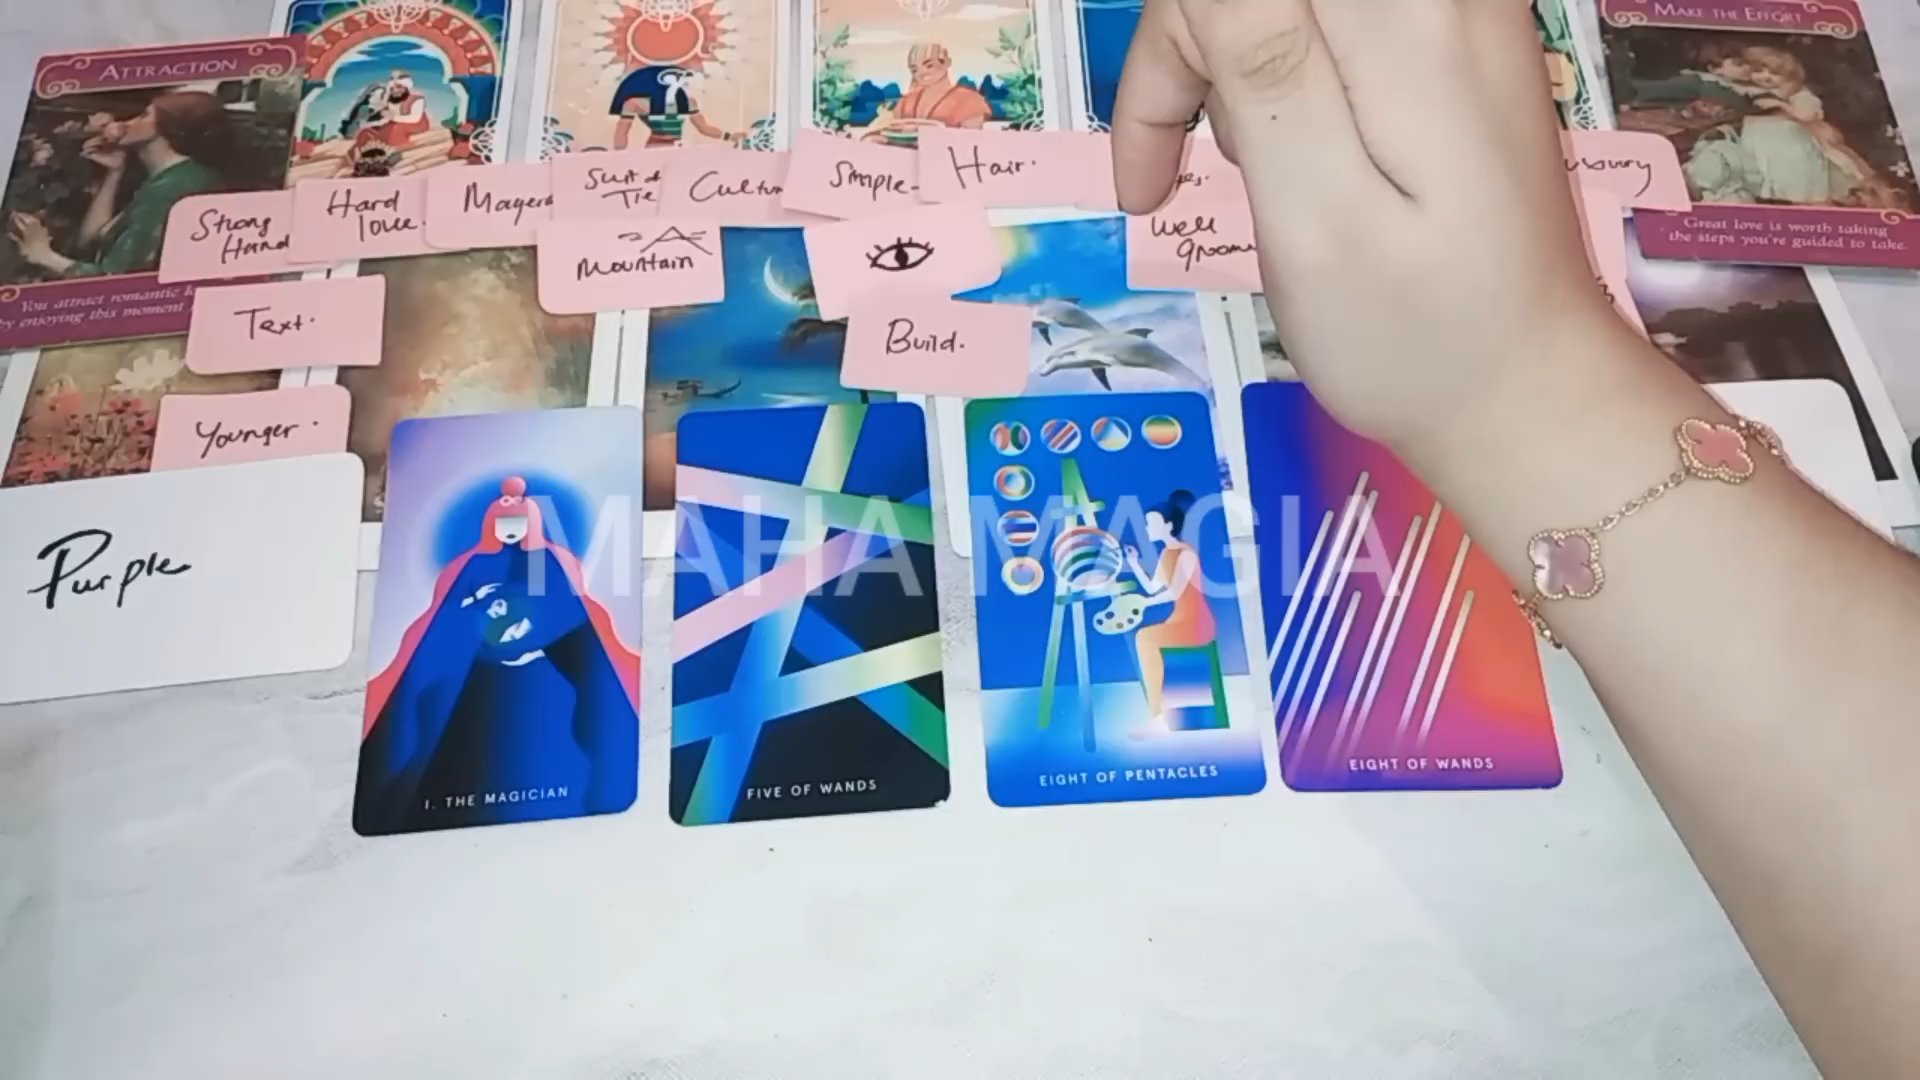 ATTRACTION
MAKE THE EFFORT
Strong
Hand
Hard
love.
Suit &
Tie
Simple.
Hair.
Great love is worth taking
the steps you're guided to take.
Mountain
Well
You attract romantic
by enjoying this moment
Text.
Build.
Younger.
Purple
MAHA MAGIA
I. THE MAGICIAN
FIVE OF WANDS
EIGHT OF PENTACLES
EIGHT OF WANDS